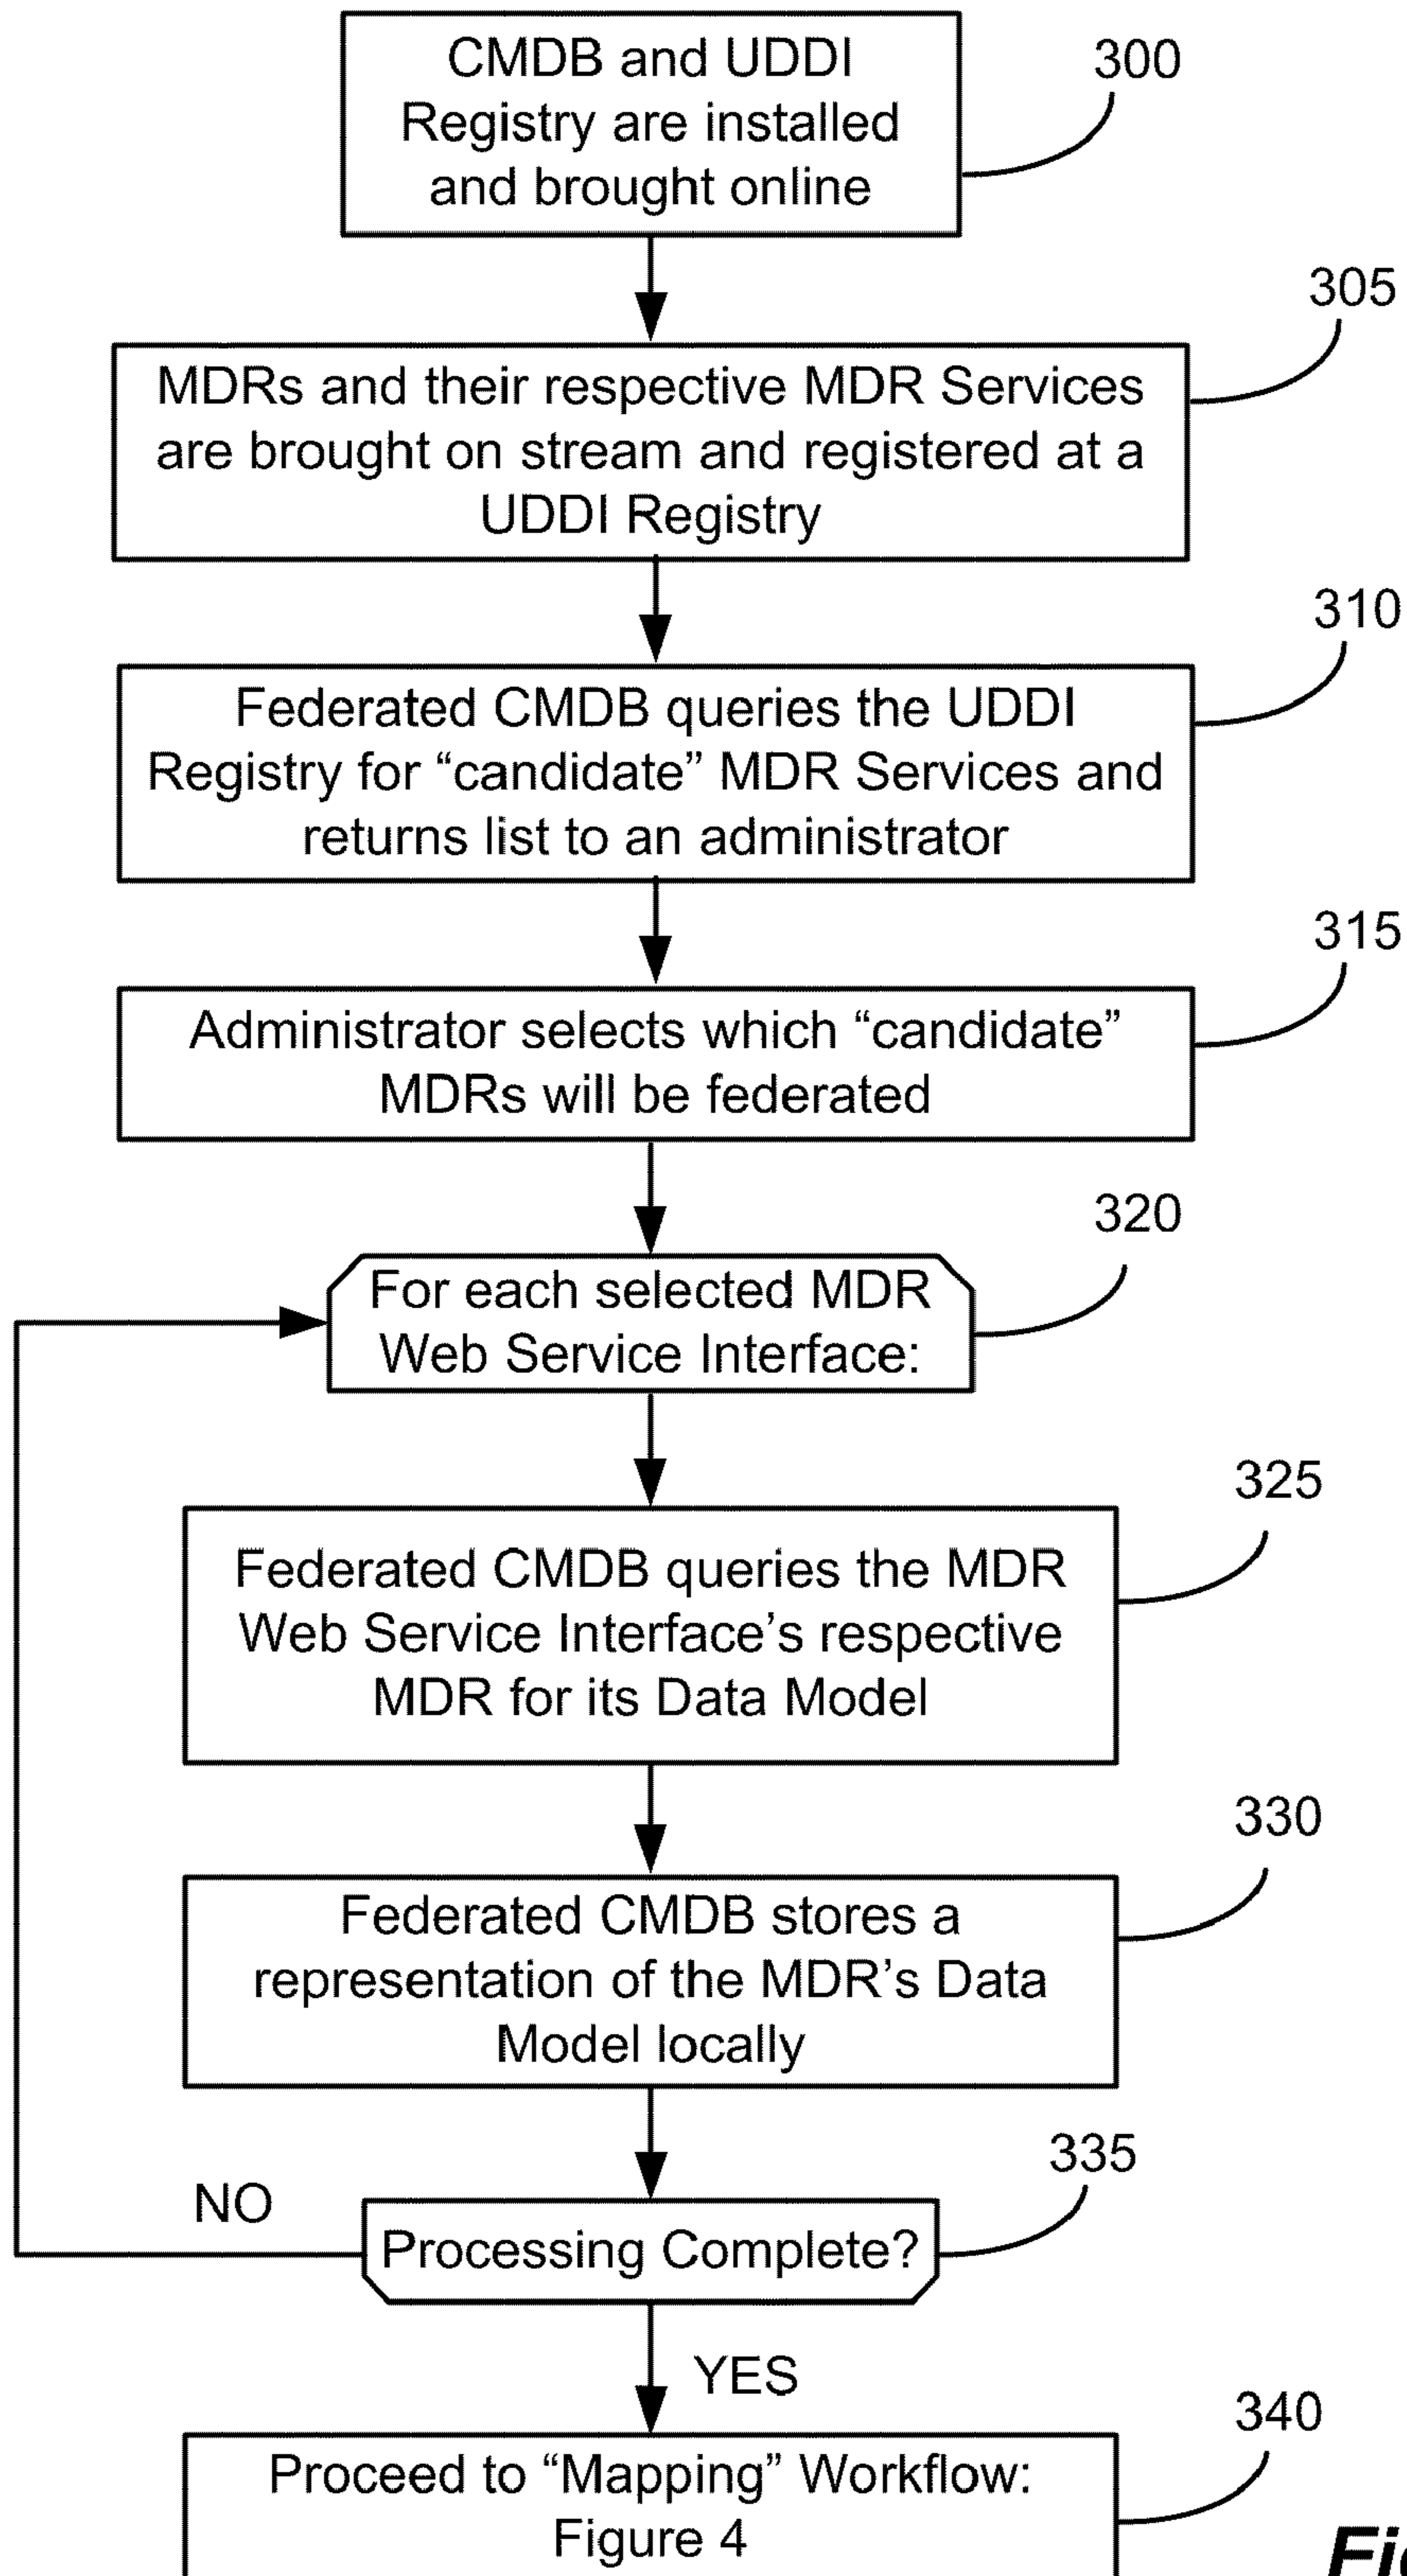 CMDB and UDDI
Registry are installed
and brought online
300
MDRs and their respective MDR Services
are brought on stream and registered at a
UDDI Registry
305
Federated CMDB queries the UDDI
Registry for “candidate” MDR Services and
returns list to an administrator
310
Administrator selects which “candidate”
MDRs will be federated
315
For each selected MDR
Web Service Interface:
320
Federated CMDB queries the MDR
Web Service Interface’s respective
MDR for its Data Model
325
Federated CMDB stores a
representation of the MDR’s Data
Model locally
330
Processing Complete?
335
NO
YES
Proceed to “Mapping” Workflow:
Figure 4
340